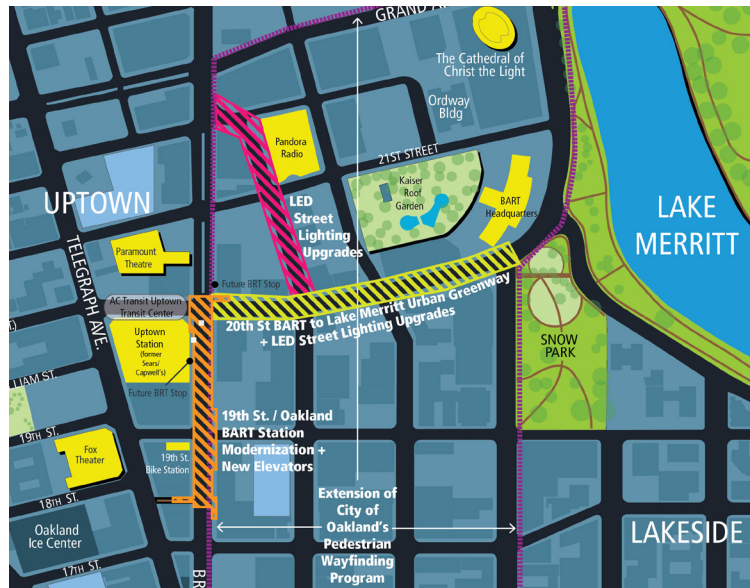 GRAND A
The Cathedral of
Christ the Light
Ordway
Bldg
Pandora
Radio
21ST STREET
UPTOWN
LED
Street
Lighting
Upgrades
Kaiser
Roof
Garden
BART
Headquarters
LAKE
MERRITT
Paramount
Theatre
TELEGRAPH AVE.
Future BRT Stop
AC Transit Uptown
Transit Center
20th St BART to Lake Merritt Urban Greenway
+ LED Street Lighting Upgrades
Uptown
Station
(former
Sears/
Capwell's)
SNOW
PARK
Future BRT Stop
LIAM ST.
19TH ST.
19th St. / Oakland
BART Station
Modernization +
New Elevators
Fox
Theater
19th St.
Bike Station
18TH ST.
Extension of
City of
Oakland's
Pedestrian
Wayfinding
Program
Oakland
Ice Center
LAKESIDE
17TH ST.
BR